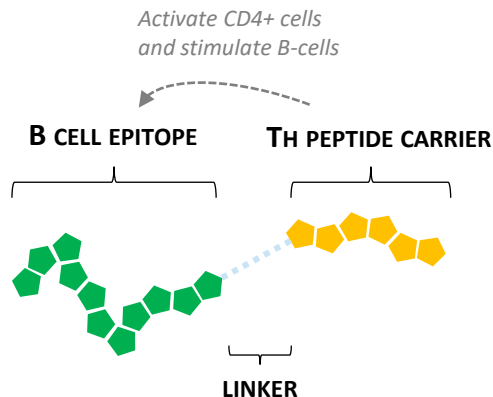 Activate CD4+ cells
and stimulate B-cells
B CELL EPITOPE
TH PEPTIDE CARRIER
LINKER